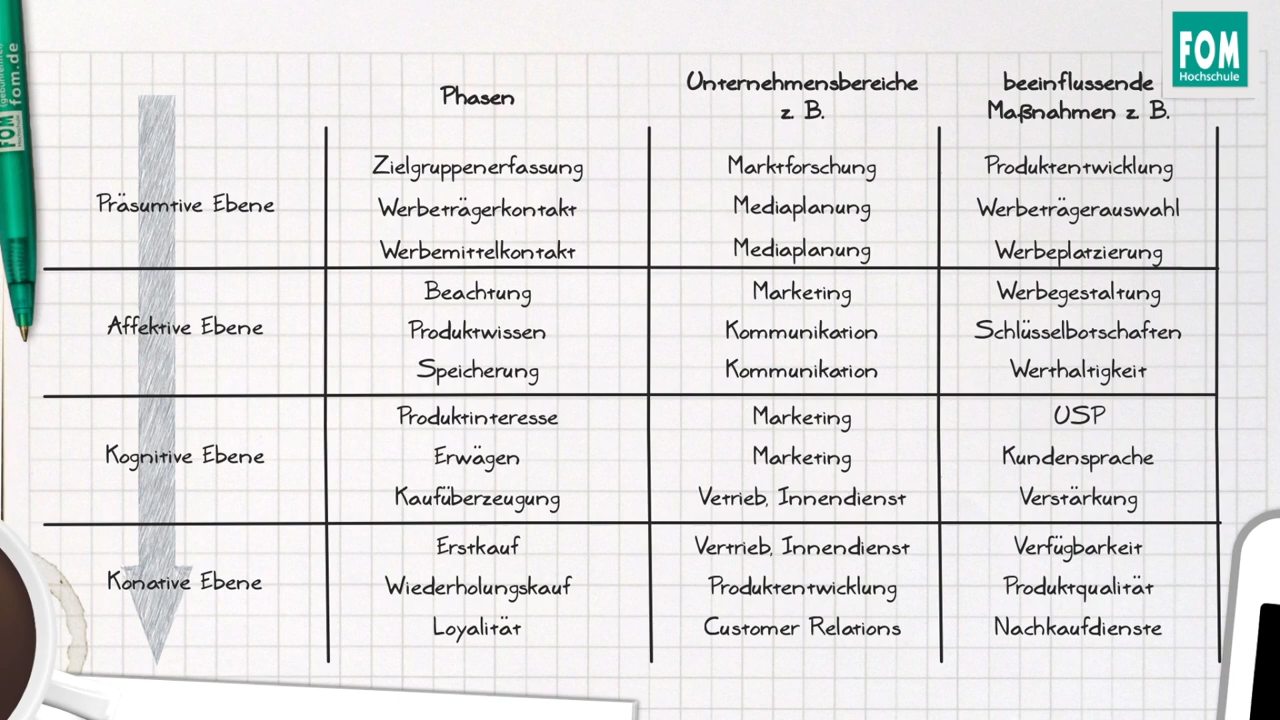 FOM
Hochschule
fom.de
FOM
Phasen
Unternehmensbereiche
z. B.
beeinflussende
Maßnahmen z. B.
Präsumtive Ebene
Zielgruppenerfassung Marktforschung Produktentwicklung
Werbeträgerkontakt Mediaplanung Werbeträgerauswahl
Werbemittelkontakt Mediaplanung Werbeplatzierung
Affektive Ebene
Beachtung Marketing Werbegestaltung
Produktwissen Kommunikation Schlüsselbotschaften
Speicherung Kommunikation Werthaltigkeit
Kognitive Ebene
Produktinteresse Marketing USP
Erwägen Marketing Kundensprache
Kaufüberzeugung Vetrieb, Innendienst Verstärkung
Konative Ebene
Erstkauf Vertrieb, Innendienst Verfügbarkeit
Wiederholungskauf Produktentwicklung Produktqualität
Loyalität Customer Relations Nachkaufdienste